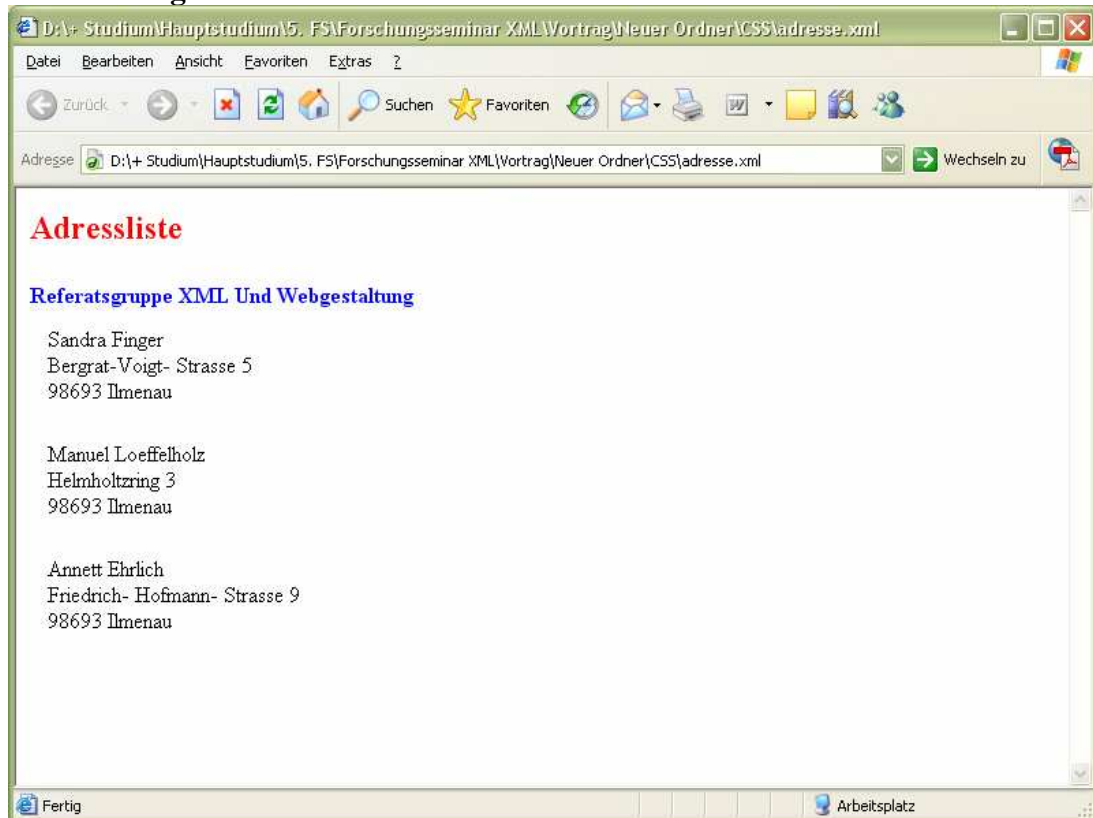 D:\+ Studium\Hauptstudium\5. FS\Forschungsseminar XML\Vortrag\Neuer Ordner\CSS\adresse.xml
Datei Bearbeiten Ansicht Favoriten Extras ?
Zurück Suchen Favoriten
Adresse D:\+ Studium\Hauptstudium\5. FS\Forschungsseminar XML\Vortrag\Neuer Ordner\CSS\adresse.xml Wechseln zu
Adressliste
Referatsgruppe XML Und Webgestaltung
Sandra Finger
Bergrat-Voigt- Strasse 5
98693 Ilmenau
Manuel Loeffelholz
Helmholtzring 3
98693 Ilmenau
Annett Ehrlich
Friedrich- Hofmann- Strasse 9
98693 Ilmenau
Fertig Arbeitsplatz